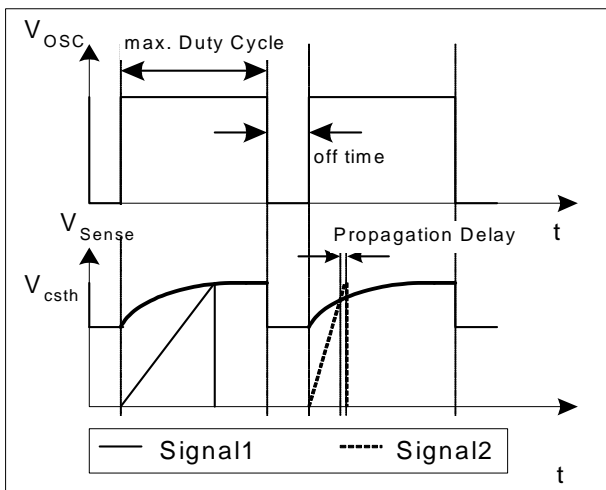 V OSC
max. Duty Cycle
off time
t
V Sense
Propagation Delay
V csth
t
Signal1
Signal2
t